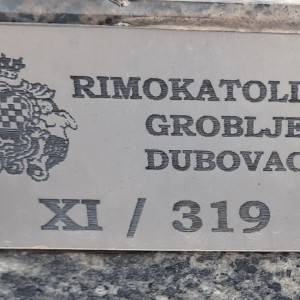 RIMOKATOLI
GROBLJE
DUBOVAC
XI / 319